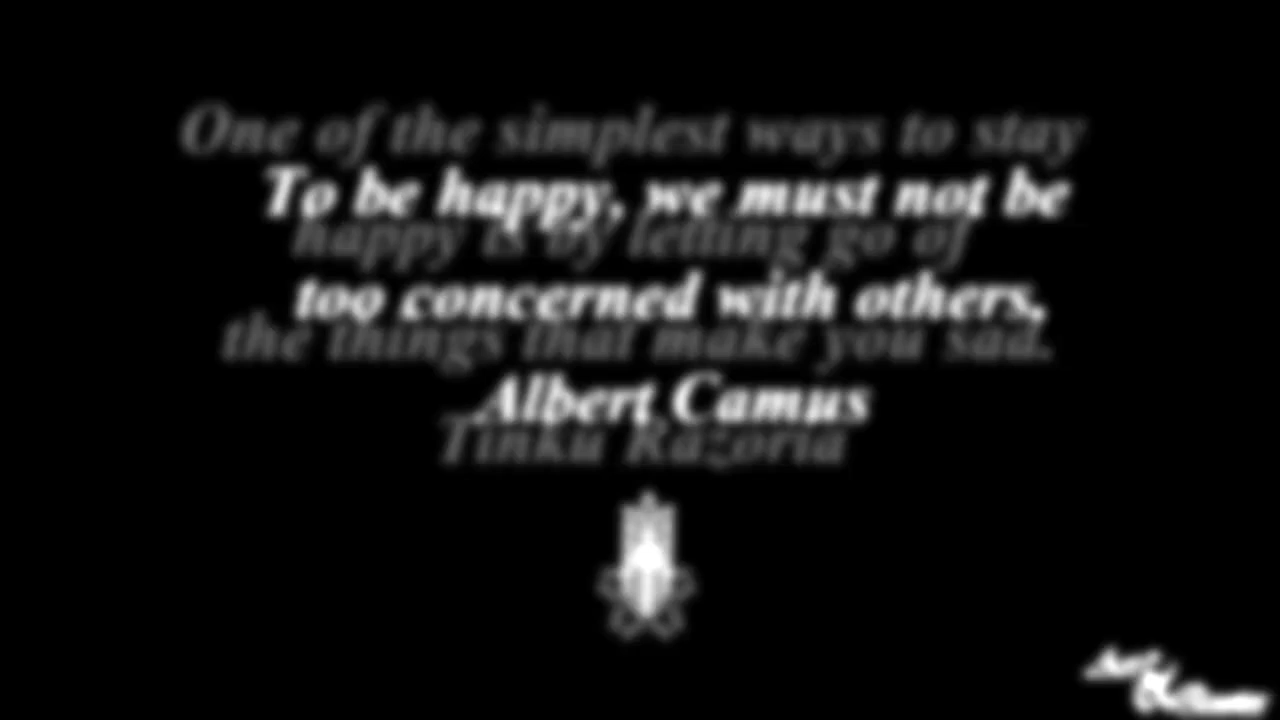 One of the simplest ways to stay
To be happy, we must not be
happy is by letting go of
too concerned with others,
the things that make you sad.
Albert Camus
Tinku Razoria